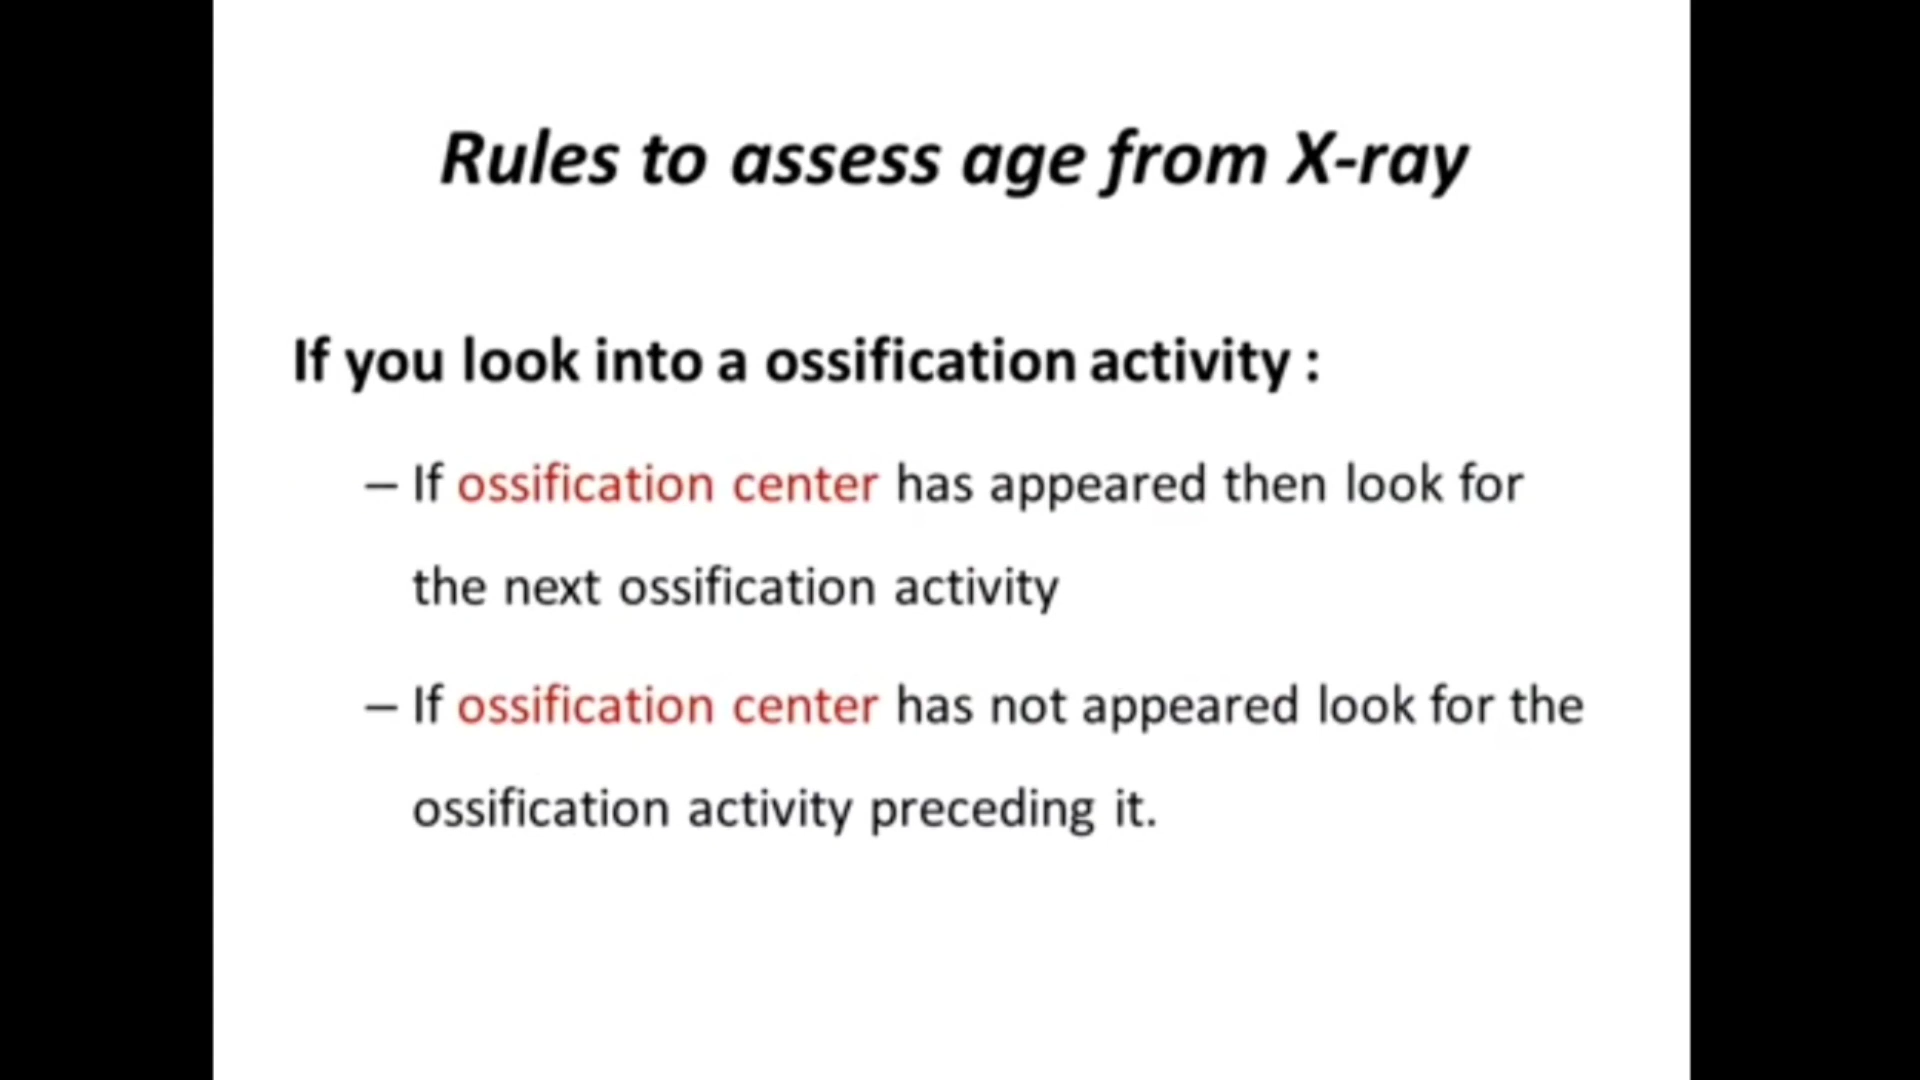 Rules to assess age from X-ray
If you look into a ossification activity :
– If ossification center has appeared then look for
the next ossification activity
– If ossification center has not appeared look for the
ossification activity preceding it.